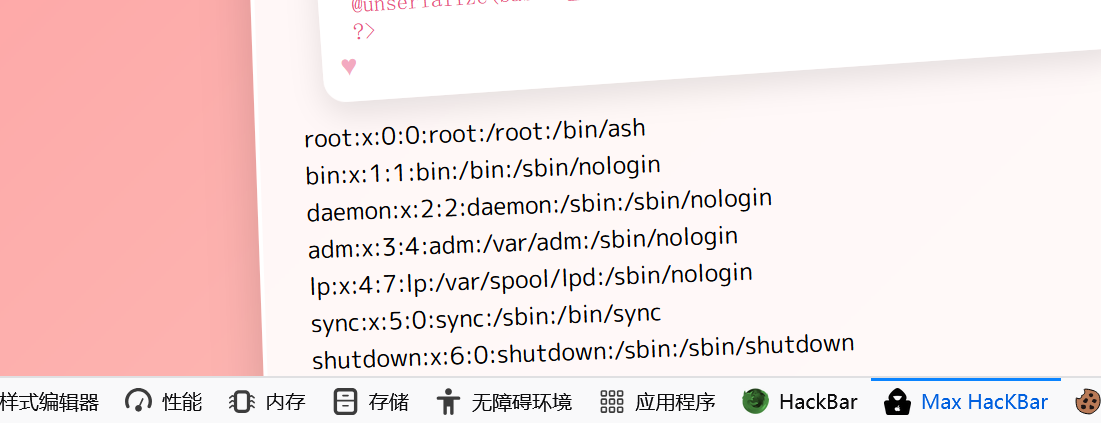 @unserialize(
?>
♥
root:x:0:0:root:/root:/bin/ash
bin:x:1:1:bin:/bin:/sbin/nologin
daemon:x:2:2:daemon:/sbin:/sbin/nologin
adm:x:3:4:adm:/var/adm:/sbin/nologin
lp:x:4:7:lp:/var/spool/lpd:/sbin/nologin
sync:x:5:0:sync:/sbin:/bin/sync
shutdown:x:6:0:shutdown:/sbin:/sbin/shutdown
样式编辑器 性能 内存 存储 无障碍环境 应用程序 HackBar Max HacKBar